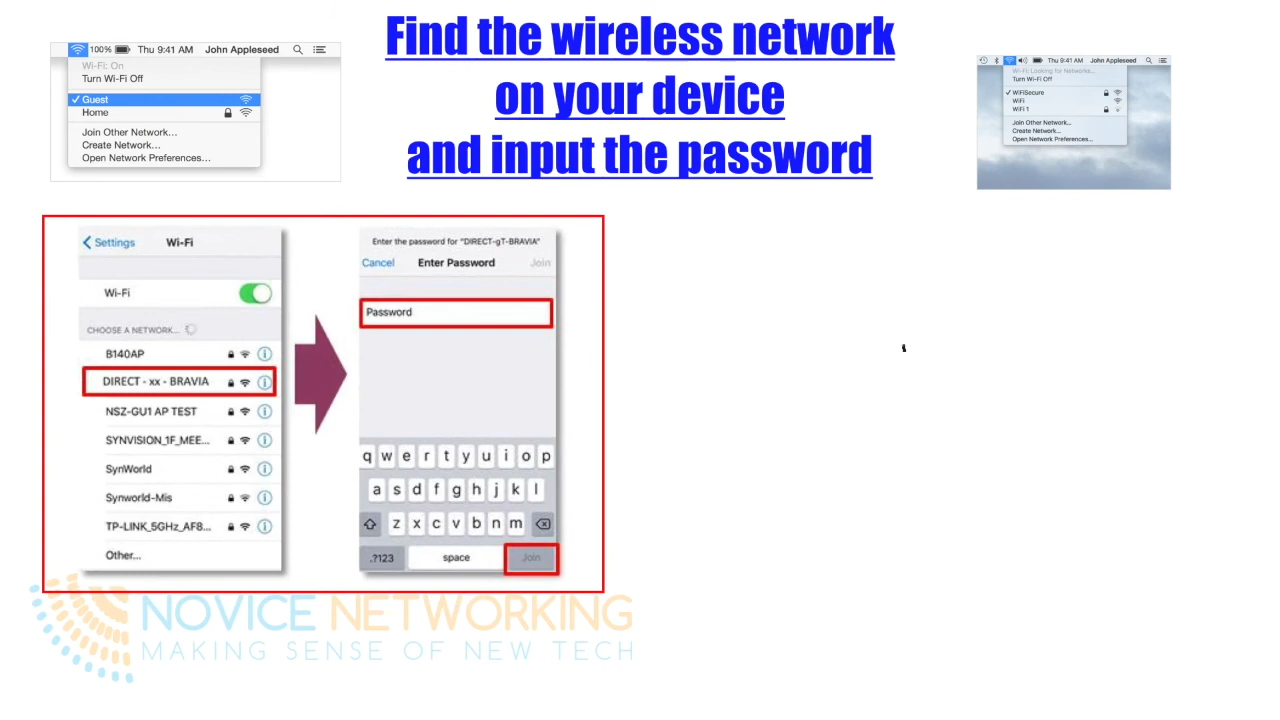 Find the wireless network
on your device
and input the password
100% Thu 9:41 AM John Appleseed
Wi-Fi: On
Turn Wi-Fi Off
✓ Guest
Home
Join Other Network...
Create Network...
Open Network Preferences...
Thu 9:41 AM John Appleseed
Wi-Fi: Looking for Networks...
Turn Wi-Fi Off
✓ WiFiSecure
WiFi
WiFi 1
Join Other Network...
Create Network...
Open Network Preferences...
Settings Wi-Fi
Wi-Fi
CHOOSE A NETWORK...
B140AP
DIRECT - xx - BRAVIA
NSZ-GU1 AP TEST
SYNVISION_1F_MEE...
SynWorld
Synworld-Mis
TP-LINK_5GHz_AF8...
Other...
Enter the password for "DIRECT-gT-BRAVIA"
Cancel Enter Password Join
Password
q w e r t y u i o p
a s d f g h j k l
z x c v b n m
.?123 space Join
NOVICE NETWORKING
MAKING SENSE OF NEW TECH